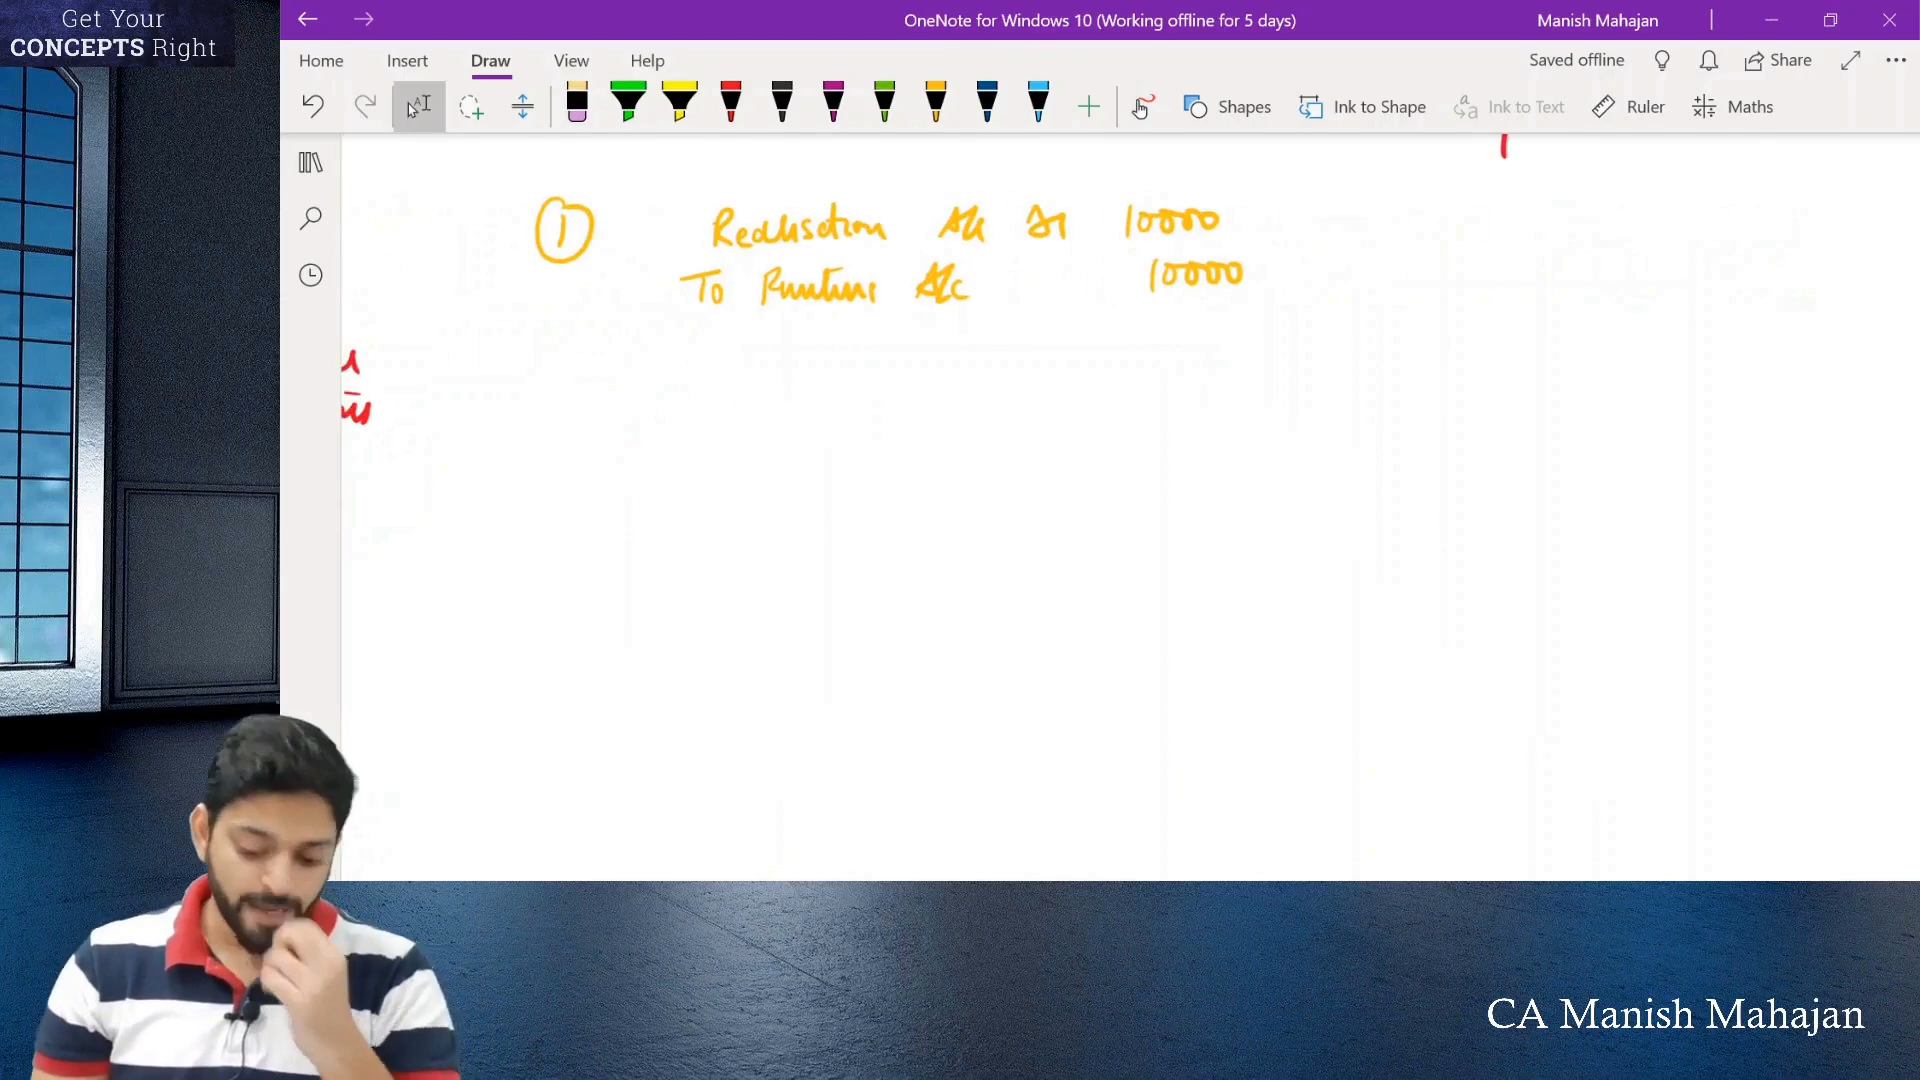 Get Your
CONCEPTS Right
OneNote for Windows 10 (Working offline for 5 days)
Manish Mahajan
Home Insert Draw View Help
Saved offline
Share
Shapes
Ink to Shape
Ink to Text
Ruler
Maths
1 Realisation A/c Dr 10000
To A/c 10000
CA Manish Mahajan